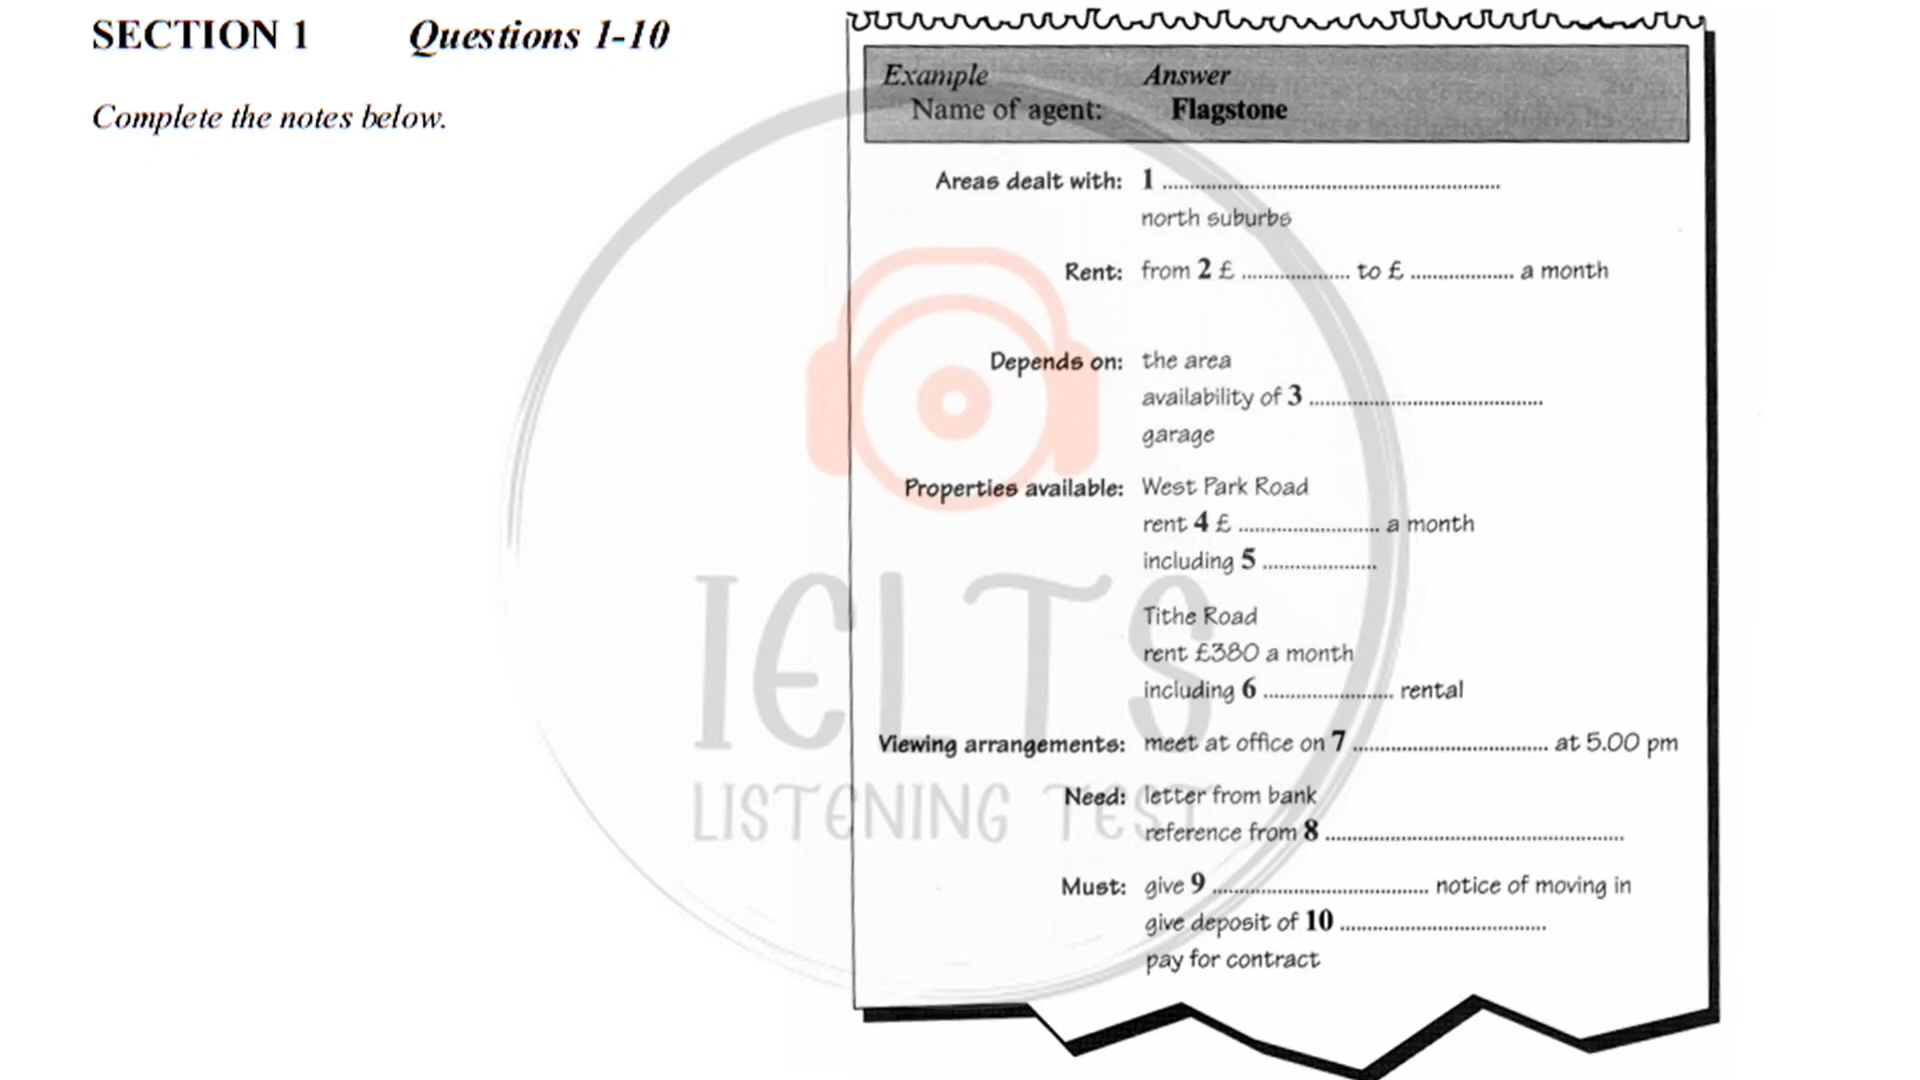 SECTION 1 Questions 1-10
Complete the notes below.
Example Answer
Name of agent: Flagstone
Areas dealt with: 1 ........................................
north suburbs
Rent: from 2 £ .................. to £ ................. a month
Depends on: the area
availability of 3 ........................................
garage
Properties available: West Park Road
rent 4 £ ........................ a month
including 5 ...................
Tithe Road
rent £380 a month
including 6 ...................... rental
Viewing arrangements: meet at office on 7 ................................. at 5.00 pm
Need: letter from bank
reference from 8 ..................................................
Must: give 9 .................................... notice of moving in
give deposit of 10 ...................................
pay for contract
IELTS
LISTENING TEST